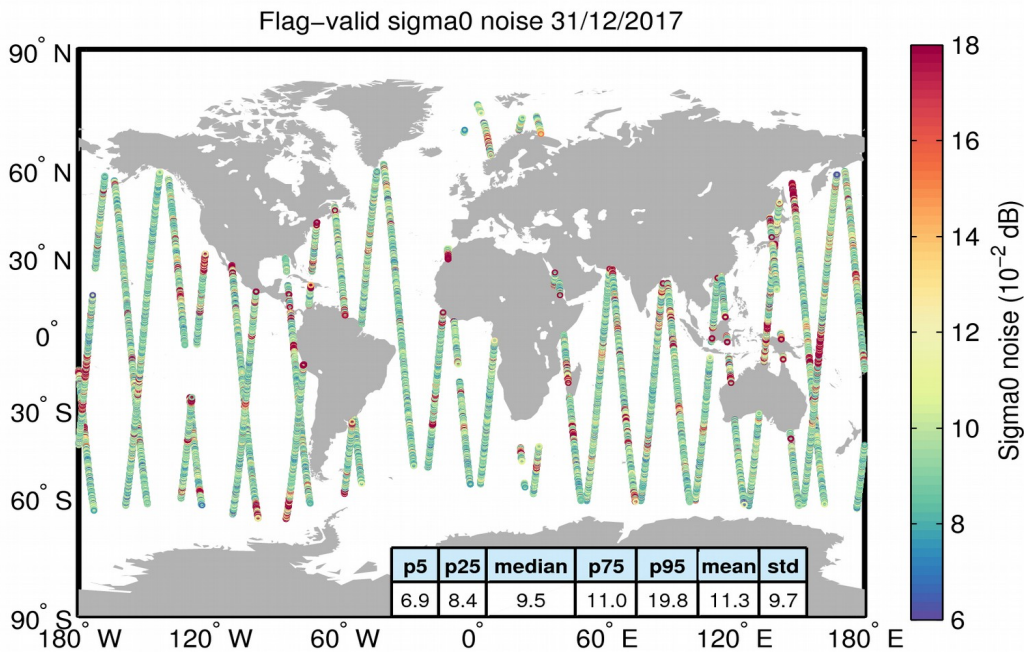 Flag−valid sigma0 noise 31/12/2017
90° N
60° N
30° N
0°
30° S
60° S
90° S
180° W
120° W
60° W
0°
60° E
120° E
180° E
p5 p25 median p75 p95 mean std
6.9 8.4 9.5 11.0 19.8 11.3 9.7
18
16
14
12
10
8
6
Sigma0 noise (10⁻² dB)